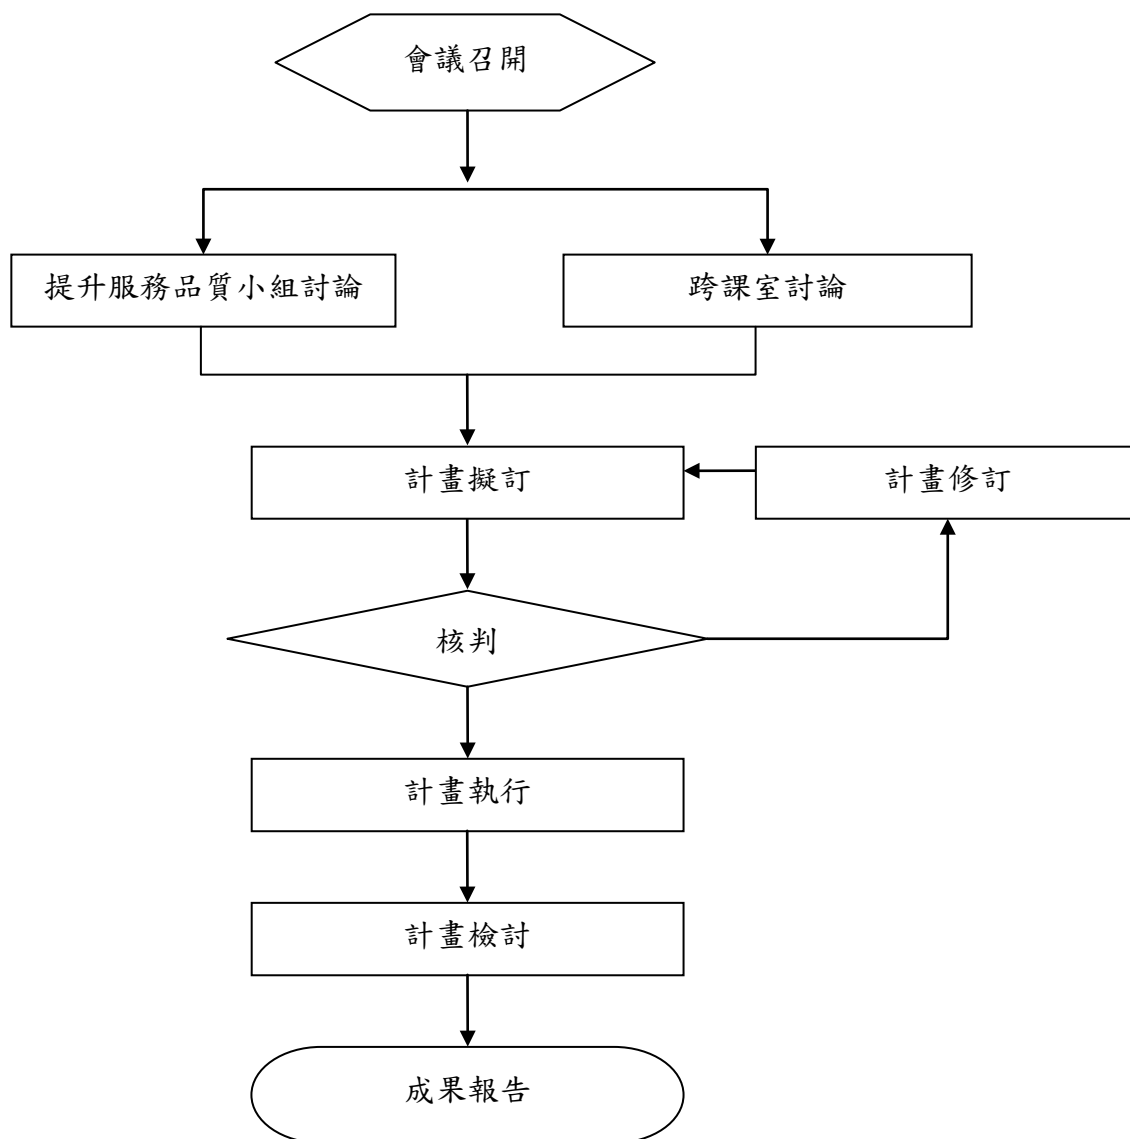 會議召開
提升服務品質小組討論
跨課室討論
計畫擬訂
計畫修訂
核判
計畫執行
計畫檢討
成果報告